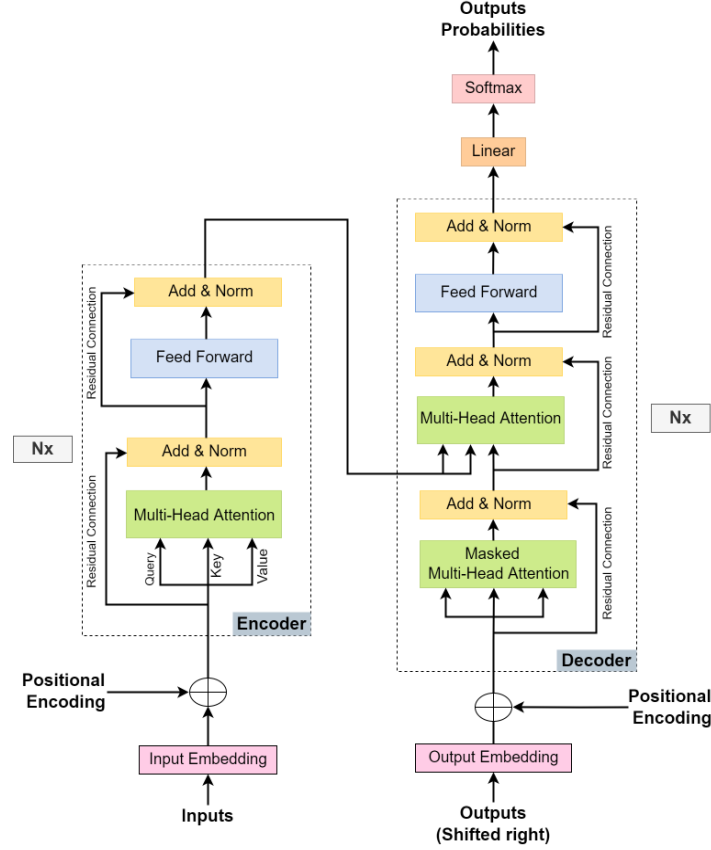 Outputs
Probabilities
Softmax
Linear
Add & Norm
Feed Forward
Add & Norm
Multi-Head Attention
Add & Norm
Masked
Multi-Head Attention
Residual Connection
Residual Connection
Residual Connection
Nx
Decoder
Positional
Encoding
Output Embedding
Outputs
(Shifted right)
Add & Norm
Feed Forward
Residual Connection
Nx
Add & Norm
Multi-Head Attention
Residual Connection
Query
Key
Value
Encoder
Positional
Encoding
Input Embedding
Inputs